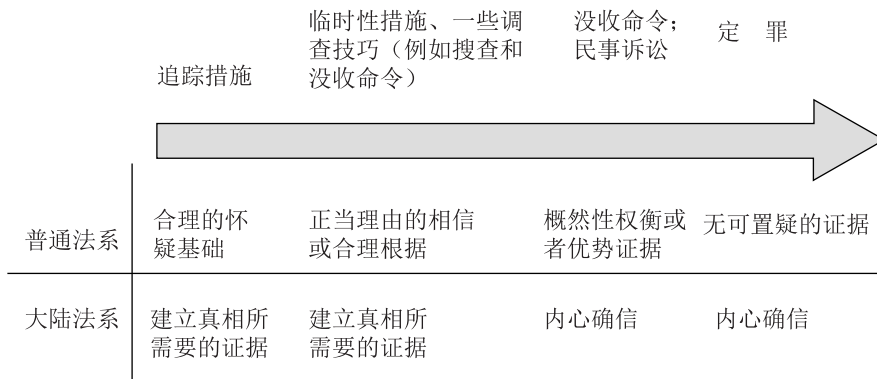 追踪措施
临时性措施、一些调
查技巧（例如搜查和
没收命令）
没收命令；
民事诉讼
定　罪
普通法系
合理的怀
疑基础
正当理由的相信
或合理根据
概然性权衡或
者优势证据
无可置疑的证据
大陆法系
建立真相所
需要的证据
建立真相所
需要的证据
内心确信
内心确信